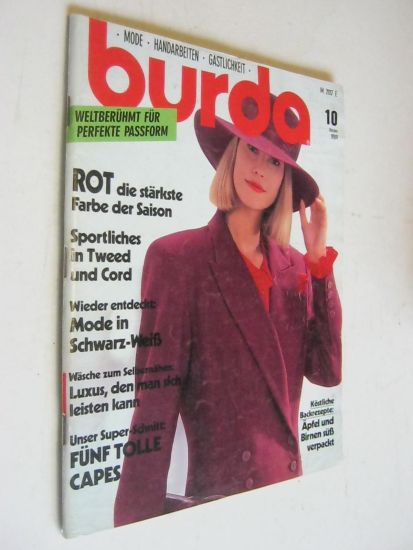 · MODE · HANDARBEITEN · GASTLICHKEIT ·
burda
WELTBERÜHMT FÜR
PERFEKTE PASSFORM
10
ROT die stärkste
Farbe der Saison
Sportliches
in Tweed
und Cord
Wieder entdeckt:
Mode in
Schwarz-Weiß
Wäsche zum Selbernähen:
Luxus, den man sich
leisten kann
Unser Super-Schnitt:
FÜNF TOLLE
CAPES
Köstliche
Backrezepte:
Äpfel und
Birnen süß
verpackt